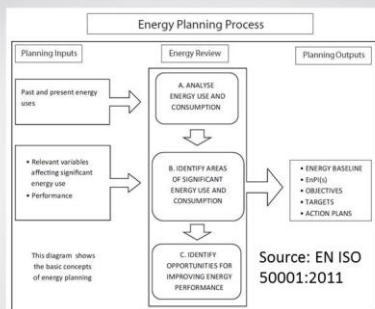 Energy Planning Process
Planning Inputs
Energy Review
Planning Outputs
Past and present energy
uses
A. ANALYSE
ENERGY USE AND
CONSUMPTION
• Relevant variables
affecting significant
energy use
• Performance
B. IDENTIFY AREAS
OF SIGNIFICANT
ENERGY USE AND
CONSUMPTION
• ENERGY BASELINE
• EnPI(s)
• OBJECTIVES
• TARGETS
• ACTION PLANS
This diagram shows
the basic concepts
of energy planning
C. IDENTIFY
OPPORTUNITIES FOR
IMPROVING ENERGY
PERFORMANCE
Source: EN ISO
50001:2011